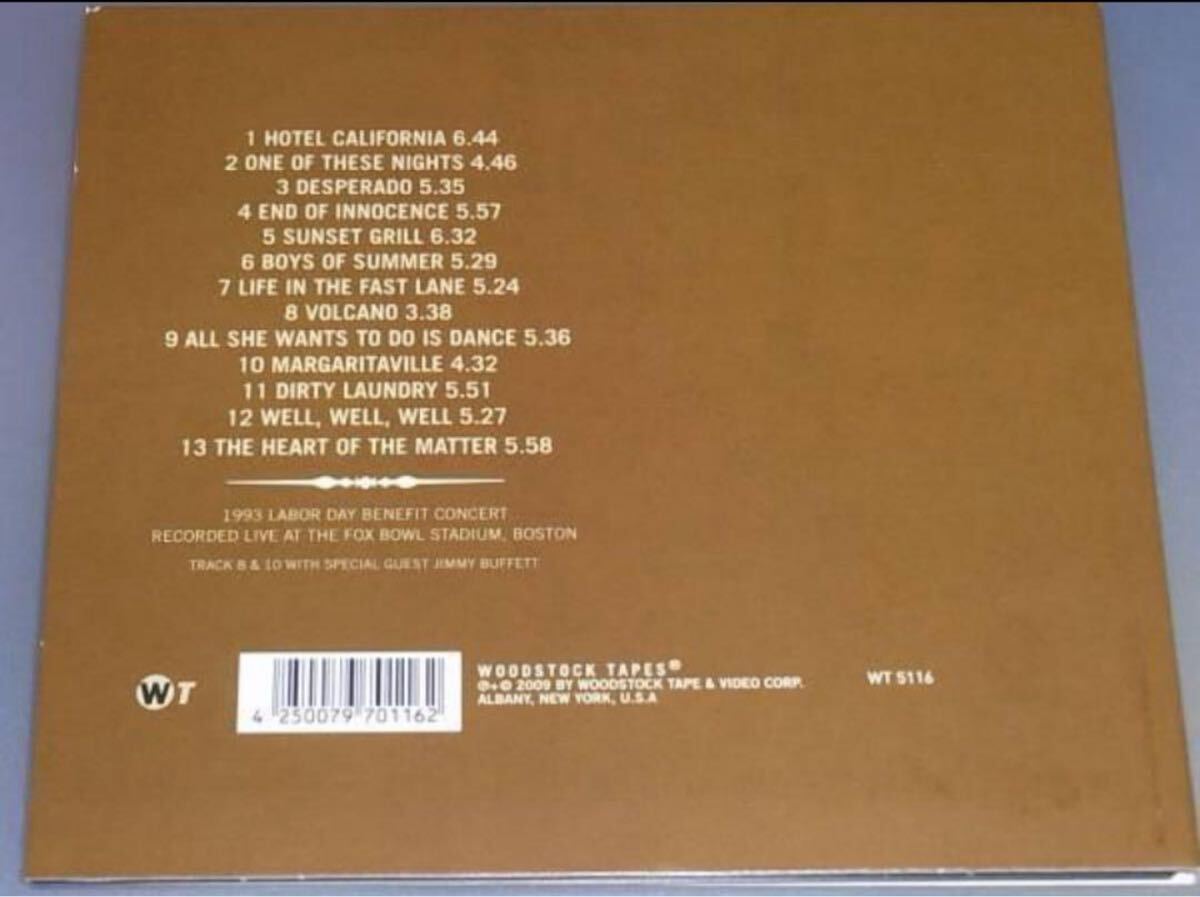 1 HOTEL CALIFORNIA 6.44
2 ONE OF THESE NIGHTS 4.46
3 DESPERADO 5.35
4 END OF INNOCENCE 5.57
5 SUNSET GRILL 6.32
6 BOYS OF SUMMER 5.29
7 LIFE IN THE FAST LANE 5.24
8 VOLCANO 3.38
9 ALL SHE WANTS TO DO IS DANCE 5.36
10 MARGARITAVILLE 4.32
11 DIRTY LAUNDRY 5.51
12 WELL, WELL, WELL 5.27
13 THE HEART OF THE MATTER 5.58
1993 LABOR DAY BENEFIT CONCERT
RECORDED LIVE AT THE FOX BOWL STADIUM, BOSTON
TRACK 8 & 10 WITH SPECIAL GUEST JIMMY BUFFETT
WT
4 250079 701162
WOODSTOCK TAPES®
℗+© 2009 BY WOODSTOCK TAPE & VIDEO CORP.
ALBANY, NEW YORK, U.S.A
WT 5116